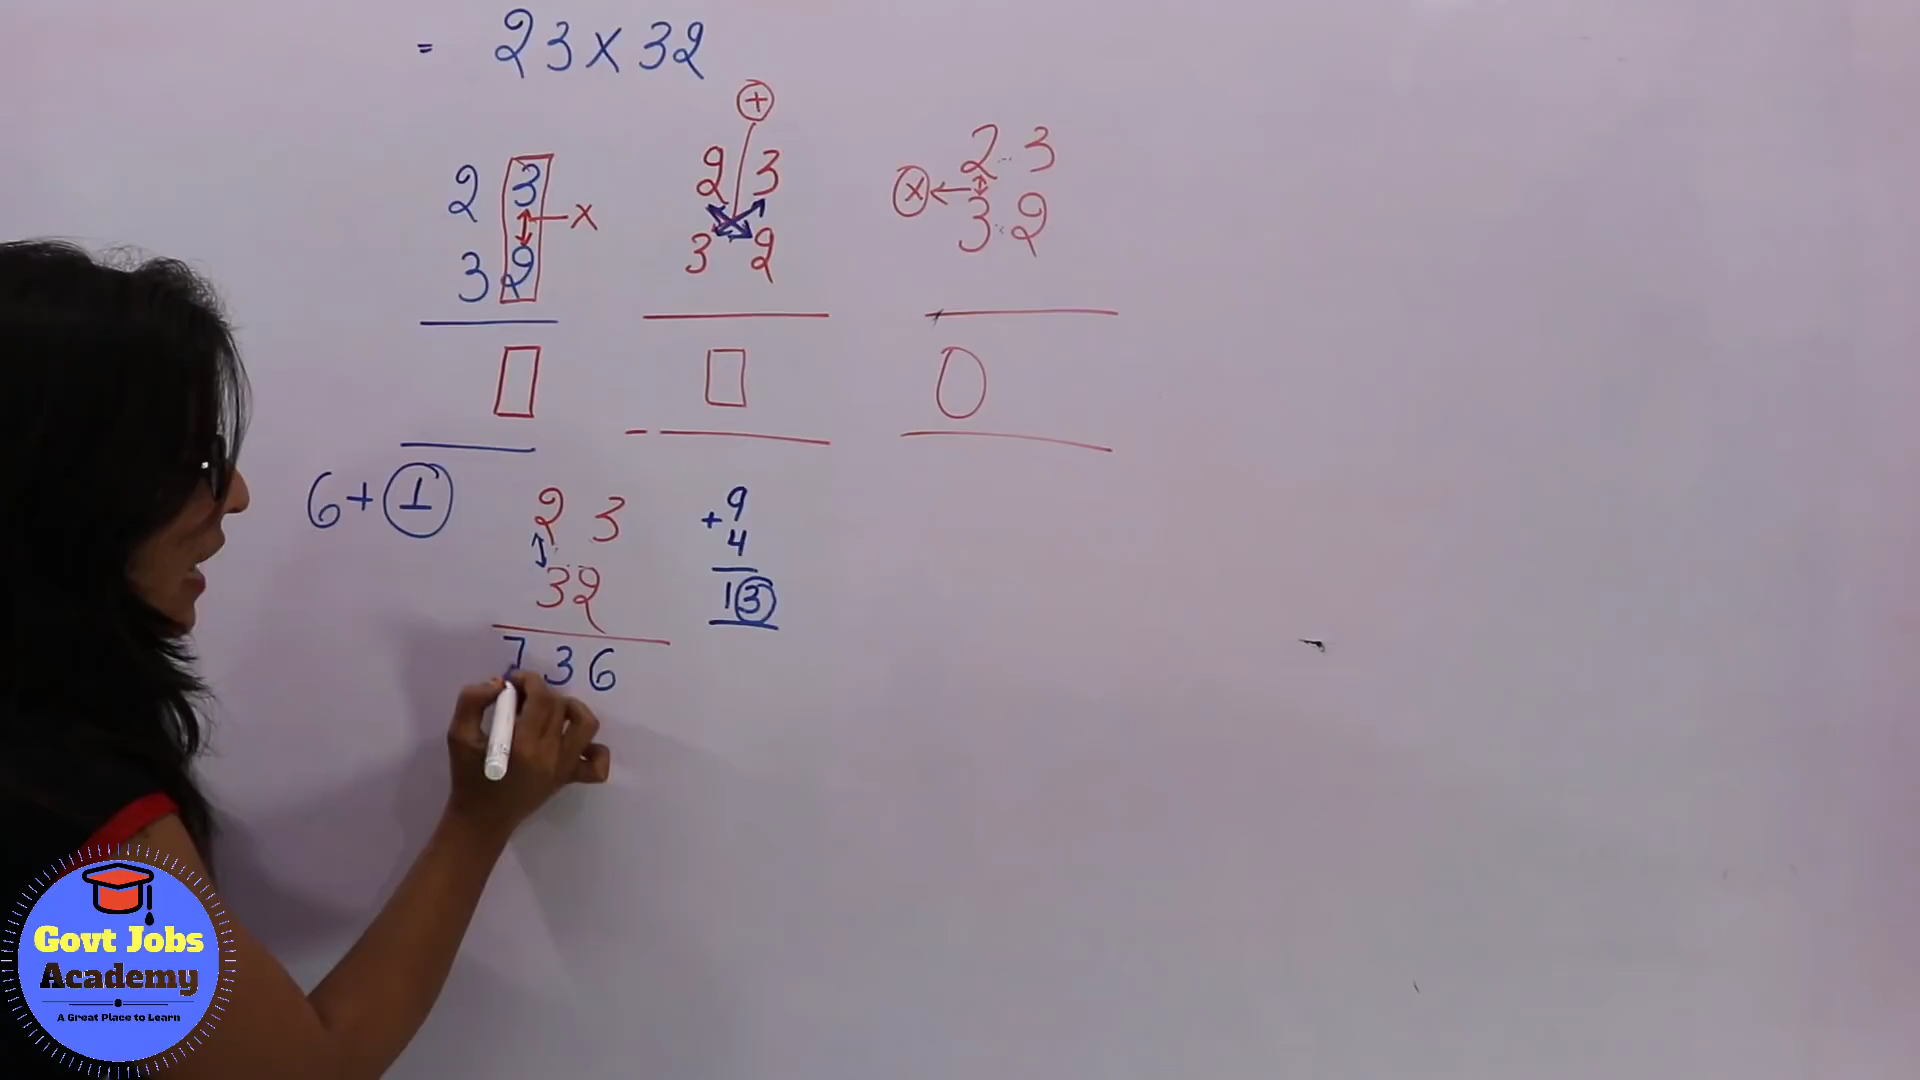 = 23 x 32
+
2 3
3 2
x
2 3
3 2
x
2 3
3 2
6 + 1
2 3
3 2
7 3 6
+ 9
4
13
Govt Jobs
Academy
A Great Place to Learn